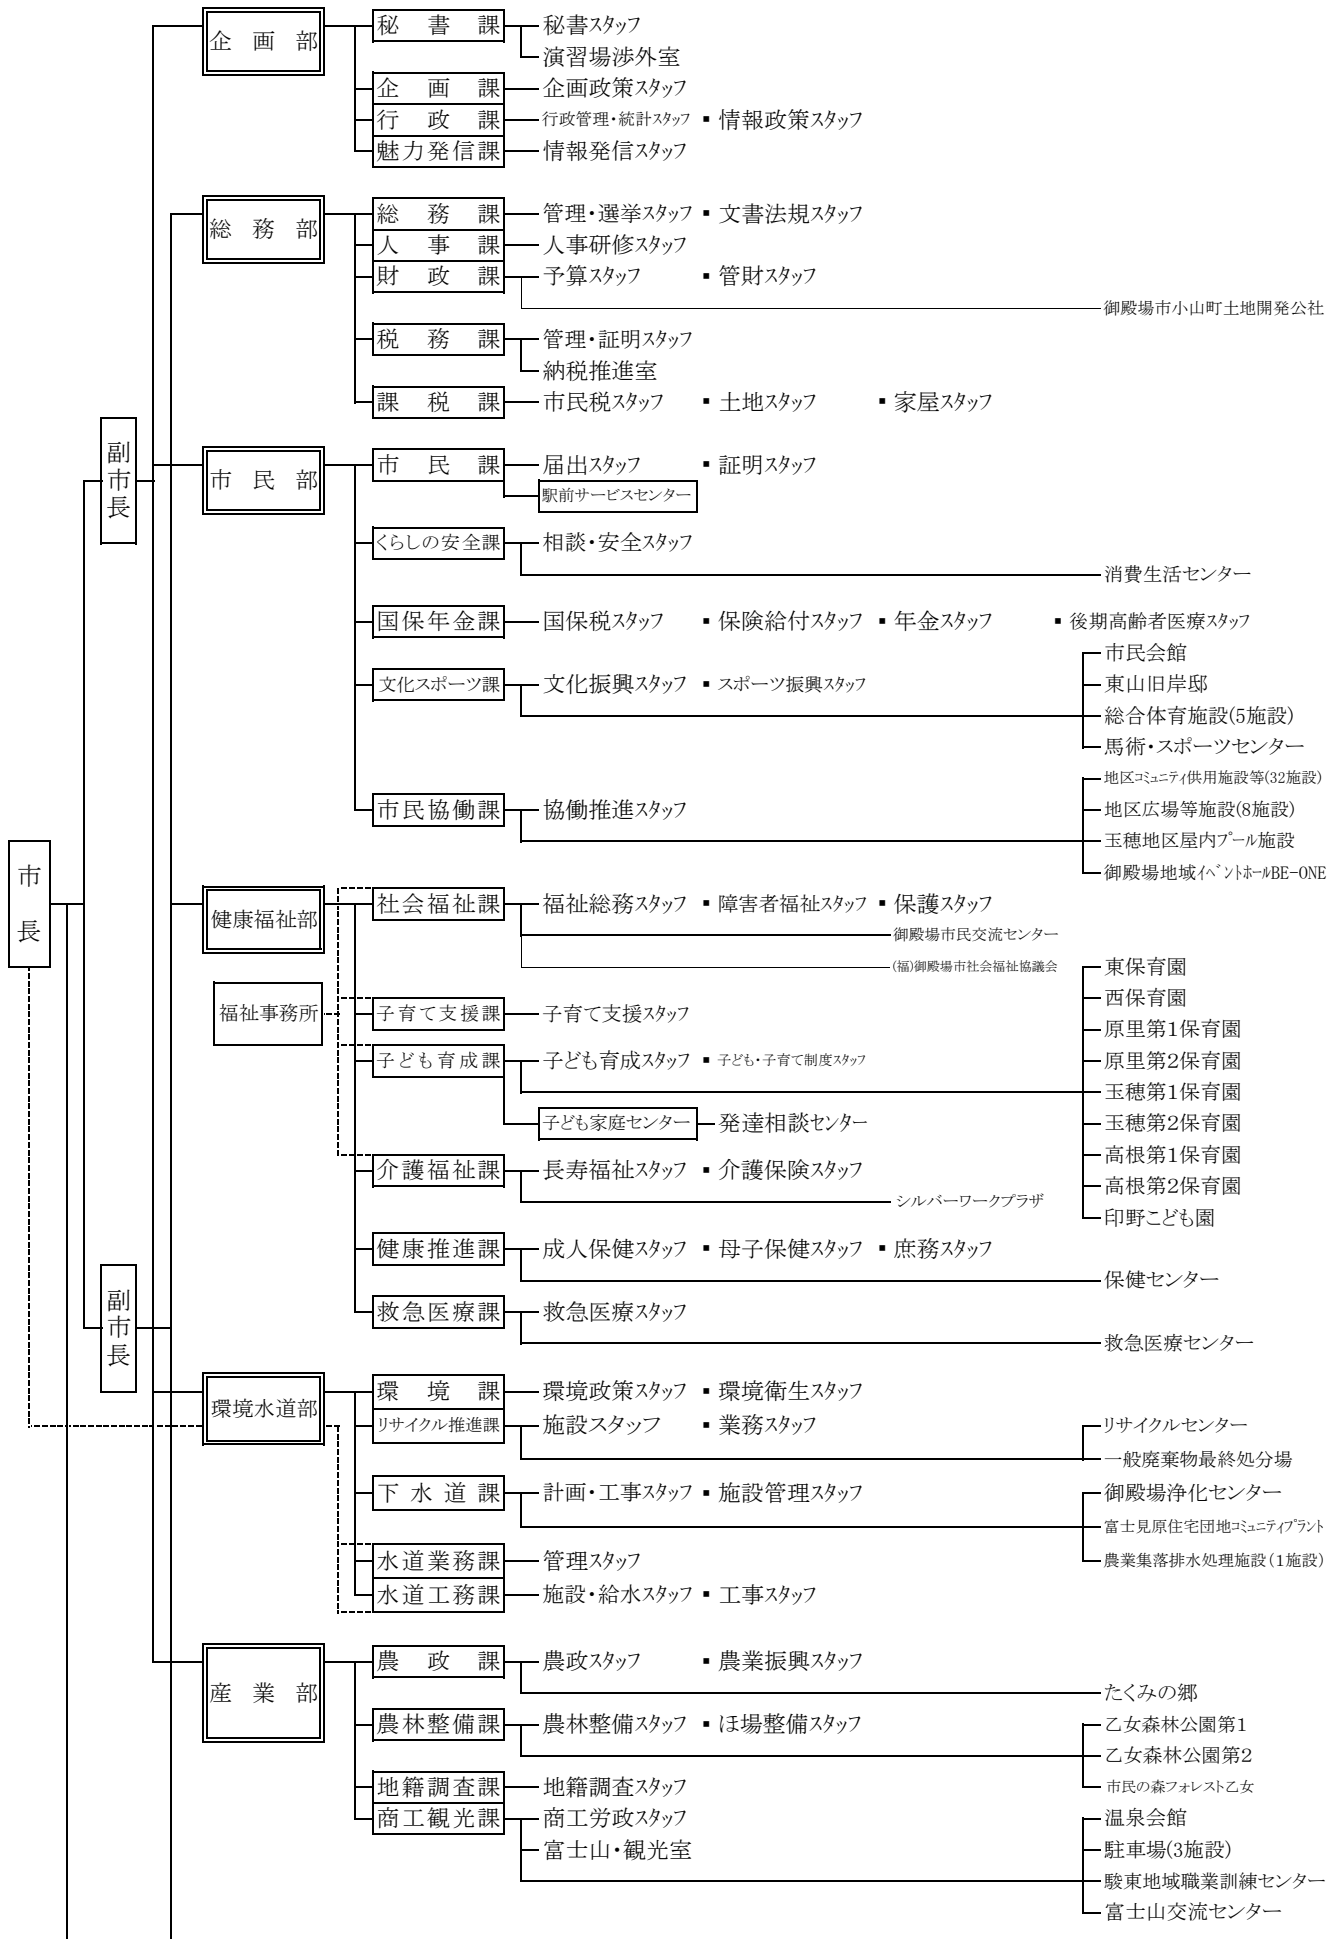 企画部 秘書課 秘書スタッフ
演習場渉外室
企画課 企画政策スタッフ
行政課 行政管理・統計スタッフ ▪ 情報政策スタッフ
魅力発信課 情報発信スタッフ
総務部 総務課 管理・選挙スタッフ ▪ 文書法規スタッフ
人事課 人事研修スタッフ
財政課 予算スタッフ ▪ 管財スタッフ
御殿場市小山町土地開発公社
税務課 管理・証明スタッフ
納税推進室
課税課 市民税スタッフ ▪ 土地スタッフ ▪ 家屋スタッフ
副市長
市民部 市民課 届出スタッフ ▪ 証明スタッフ
駅前サービスセンター
くらしの安全課 相談・安全スタッフ
消費生活センター
国保年金課 国保税スタッフ ▪ 保険給付スタッフ ▪ 年金スタッフ ▪ 後期高齢者医療スタッフ
市民会館
文化スポーツ課 文化振興スタッフ ▪ スポーツ振興スタッフ 東山旧岸邸
総合体育施設(5施設)
馬術・スポーツセンター
地区コミュニティ供用施設等(32施設)
市民協働課 協働推進スタッフ 地区広場等施設(8施設)
玉穂地区屋内プール施設
御殿場地域イベントホールBE-ONE
市長
健康福祉部 社会福祉課 福祉総務スタッフ ▪ 障害者福祉スタッフ ▪ 保護スタッフ
御殿場市民交流センター
(福)御殿場市社会福祉協議会 東保育園
西保育園
福祉事務所 子育て支援課 子育て支援スタッフ
原里第1保育園
子ども育成課 子ども育成スタッフ ▪ 子ども・子育て制度スタッフ 原里第2保育園
玉穂第1保育園
子ども家庭センター 発達相談センター 玉穂第2保育園
高根第1保育園
介護福祉課 長寿福祉スタッフ ▪ 介護保険スタッフ
高根第2保育園
シルバーワークプラザ
印野こども園
健康推進課 成人保健スタッフ ▪ 母子保健スタッフ ▪ 庶務スタッフ
保健センター
救急医療課 救急医療スタッフ
副市長
救急医療センター
環境水道部 環境課 環境政策スタッフ ▪ 環境衛生スタッフ
リサイクル推進課 施設スタッフ ▪ 業務スタッフ リサイクルセンター
一般廃棄物最終処分場
下水道課 計画・工事スタッフ ▪ 施設管理スタッフ 御殿場浄化センター
富士見原住宅団地コミュニティプラント
水道業務課 管理スタッフ 農業集落排水処理施設(1施設)
水道工務課 施設・給水スタッフ ▪ 工事スタッフ
産業部 農政課 農政スタッフ ▪ 農業振興スタッフ
たくみの郷
農林整備課 農林整備スタッフ ▪ ほ場整備スタッフ 乙女森林公園第1
乙女森林公園第2
地籍調査課 地籍調査スタッフ 市民の森フォレスト乙女
商工観光課 商工労政スタッフ 温泉会館
富士山・観光室 駐車場(3施設)
駿東地域職業訓練センター
富士山交流センター